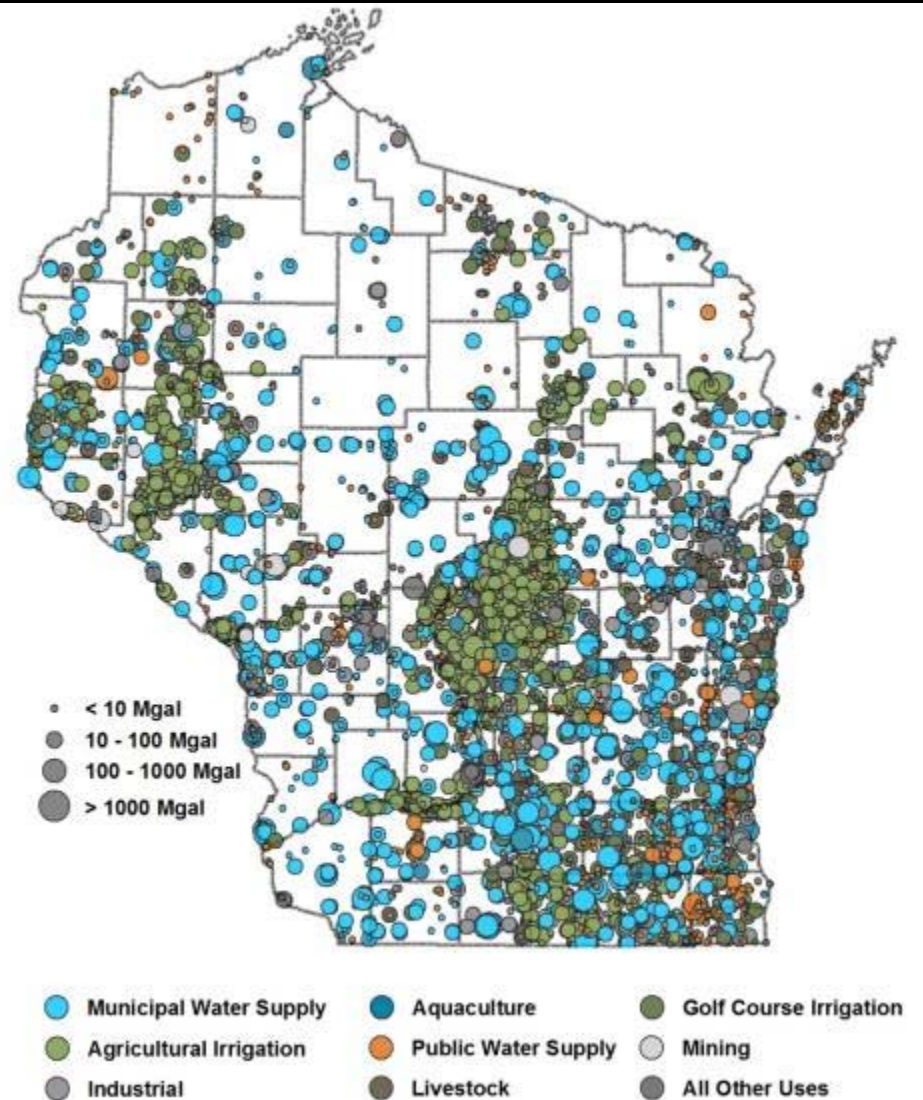 < 10 Mgal
10 - 100 Mgal
100 - 1000 Mgal
> 1000 Mgal
Municipal Water Supply
Aquaculture
Golf Course Irrigation
Agricultural Irrigation
Public Water Supply
Mining
Industrial
Livestock
All Other Uses